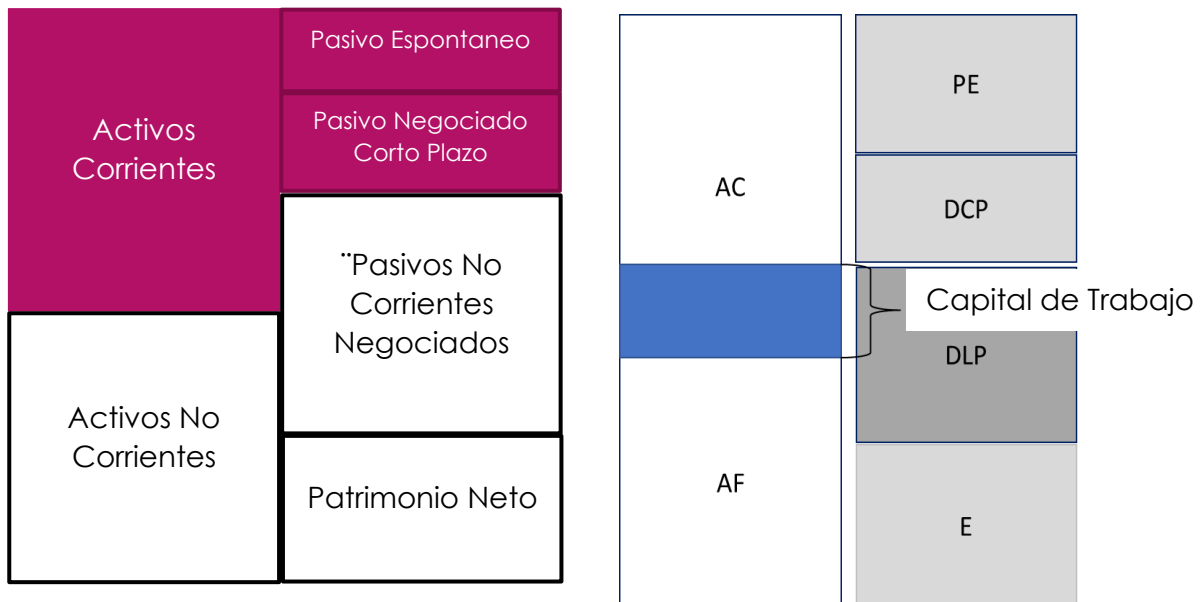 Activos
Corrientes
Activos No
Corrientes
Pasivo Espontaneo
Pasivo Negociado
Corto Plazo
¨Pasivos No
Corrientes
Negociados
Patrimonio Neto
AC
AF
PE
DCP
Capital de Trabajo
DLP
E